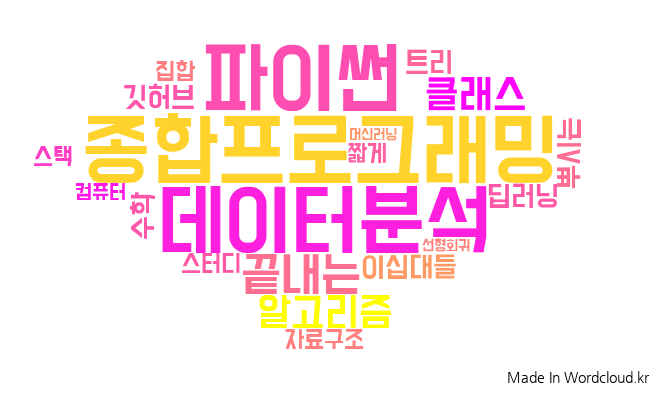 파이썬
트리
집합
깃허브
클래스
종합프로그래밍
머신러닝
짧게
스택
컴퓨터
수학
데이터분석
딥러닝
선형회귀
스터디
끝내는
이십대들
알고리즘
자료구조
Made In Wordcloud.kr